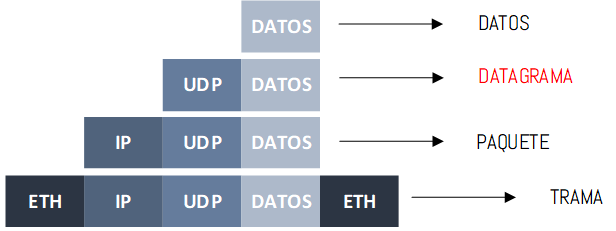 DATOS DATOS
UDP DATOS DATAGRAMA
IP UDP DATOS PAQUETE
ETH IP UDP DATOS ETH TRAMA